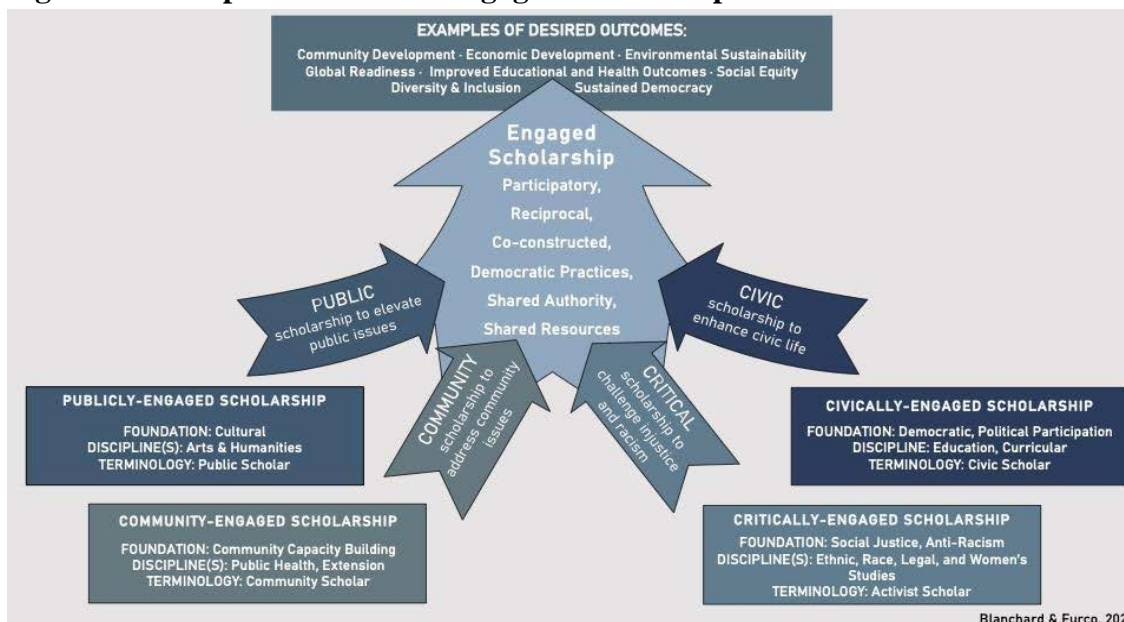 EXAMPLES OF DESIRED OUTCOMES:
Community Development · Economic Development · Environmental Sustainability
Global Readiness · Improved Educational and Health Outcomes · Social Equity
Diversity & Inclusion Sustained Democracy
Engaged
Scholarship
Participatory,
Reciprocal,
Co-constructed,
Democratic Practices,
Shared Authority,
Shared Resources
PUBLIC
scholarship to elevate
public issues
COMMUNITY
scholarship to
address community
issues
CRITICAL
scholarship to
challenge injustice
and racism
CIVIC
scholarship to
enhance civic life
PUBLICLY-ENGAGED SCHOLARSHIP
FOUNDATION: Cultural
DISCIPLINE(S): Arts & Humanities
TERMINOLOGY: Public Scholar
COMMUNITY-ENGAGED SCHOLARSHIP
FOUNDATION: Community Capacity Building
DISCIPLINE(S): Public Health, Extension
TERMINOLOGY: Community Scholar
CRITICALLY-ENGAGED SCHOLARSHIP
FOUNDATION: Social Justice, Anti-Racism
DISCIPLINE(S): Ethnic, Race, Legal, and Women's
Studies
TERMINOLOGY: Activist Scholar
CIVICALLY-ENGAGED SCHOLARSHIP
FOUNDATION: Democratic, Political Participation
DISCIPLINE: Education, Curricular
TERMINOLOGY: Civic Scholar
Blanchard & Furco,